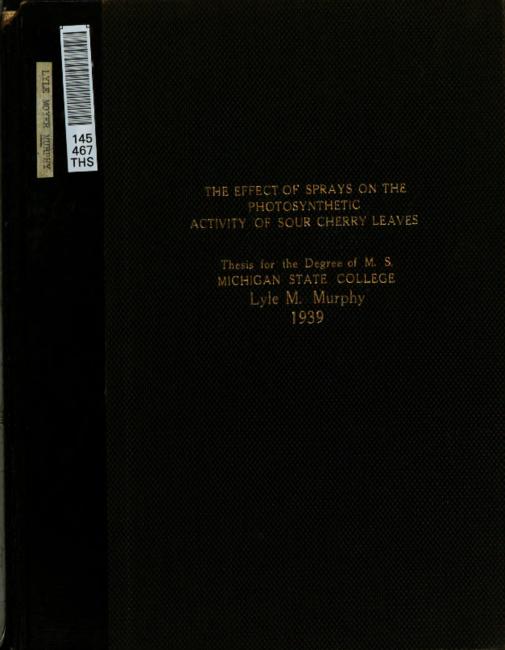 LYLE MOYER MURPHY
145
467
THS
THE EFFECT OF SPRAYS ON THE
PHOTOSYNTHETIC
ACTIVITY OF SOUR CHERRY LEAVES
Thesis for the Degree of M. S.
MICHIGAN STATE COLLEGE
Lyle M. Murphy
1939